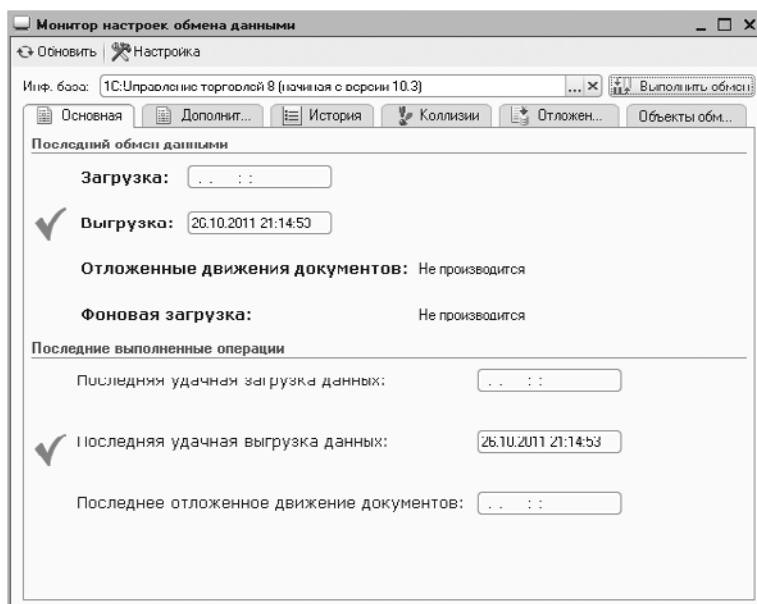 Монитор настроек обмена данными
Обновить Настройка
Инф. база: 1С:Управление торговлей 8 (начиная с версии 10.3) ... Выполнить обмен
Основная Дополнит... История Коллизии Отложен... Объекты обм...
Последний обмен данными
Загрузка: . . : :
Выгрузка: 26.10.2011 21:14:53
Отложенные движения документов: Не производится
Фоновая загрузка: Не производится
Последние выполненные операции
Последняя удачная загрузка данных: . . : :
Последняя удачная выгрузка данных: 26.10.2011 21:14:53
Последнее отложенное движение документов: . . : :